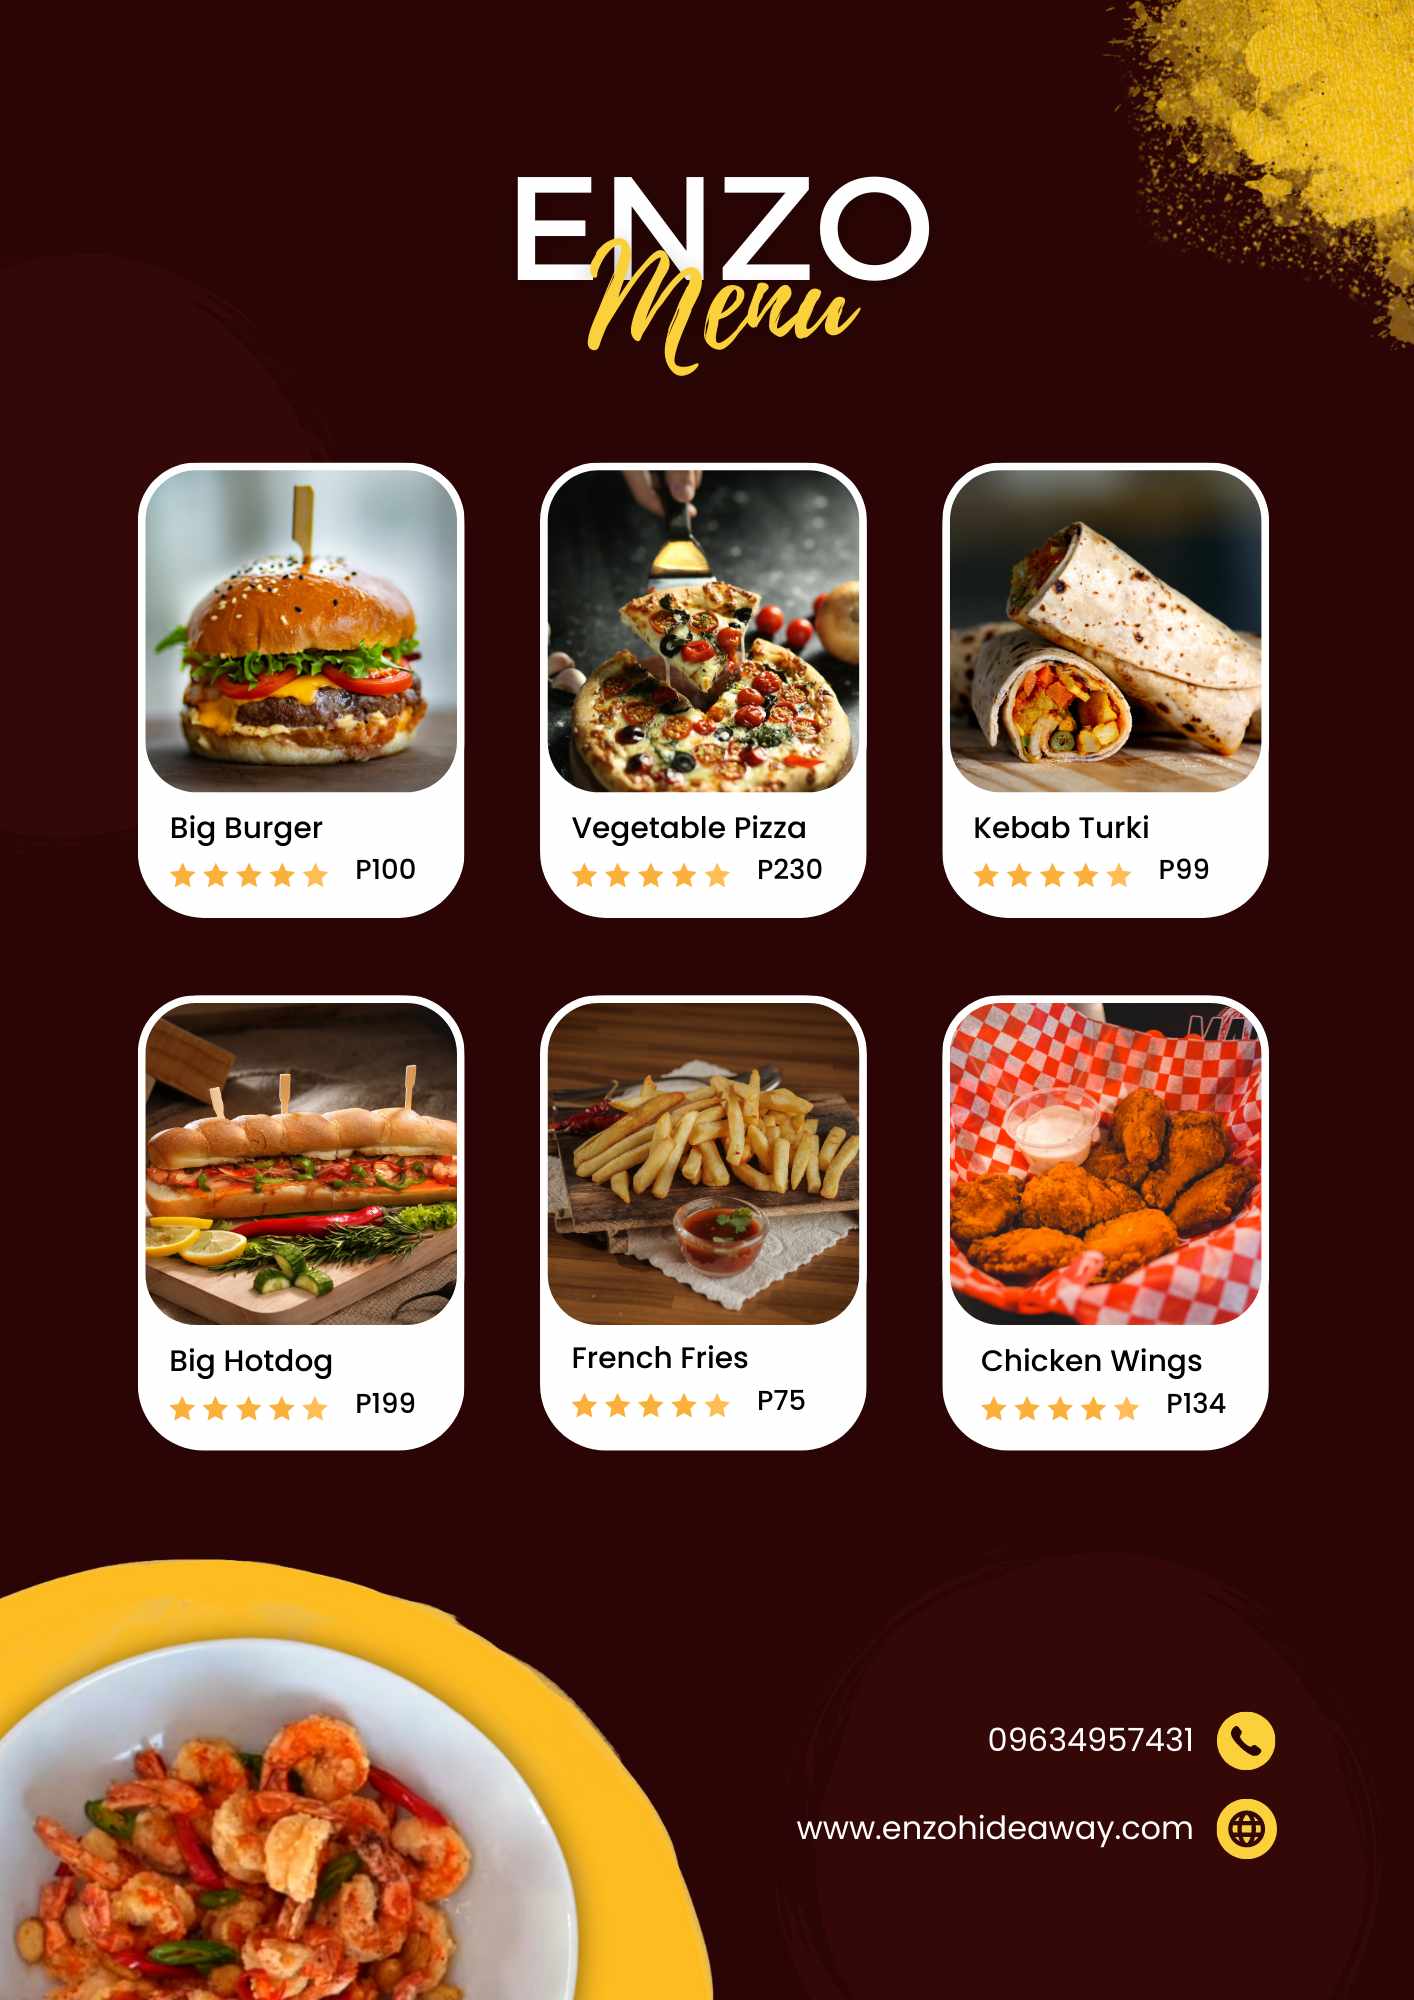 ENZO
Menu
Big Burger
P100
Vegetable Pizza
P230
Kebab Turki
P99
Big Hotdog
P199
French Fries
P75
Chicken Wings
P134
09634957431
www.enzohideaway.com